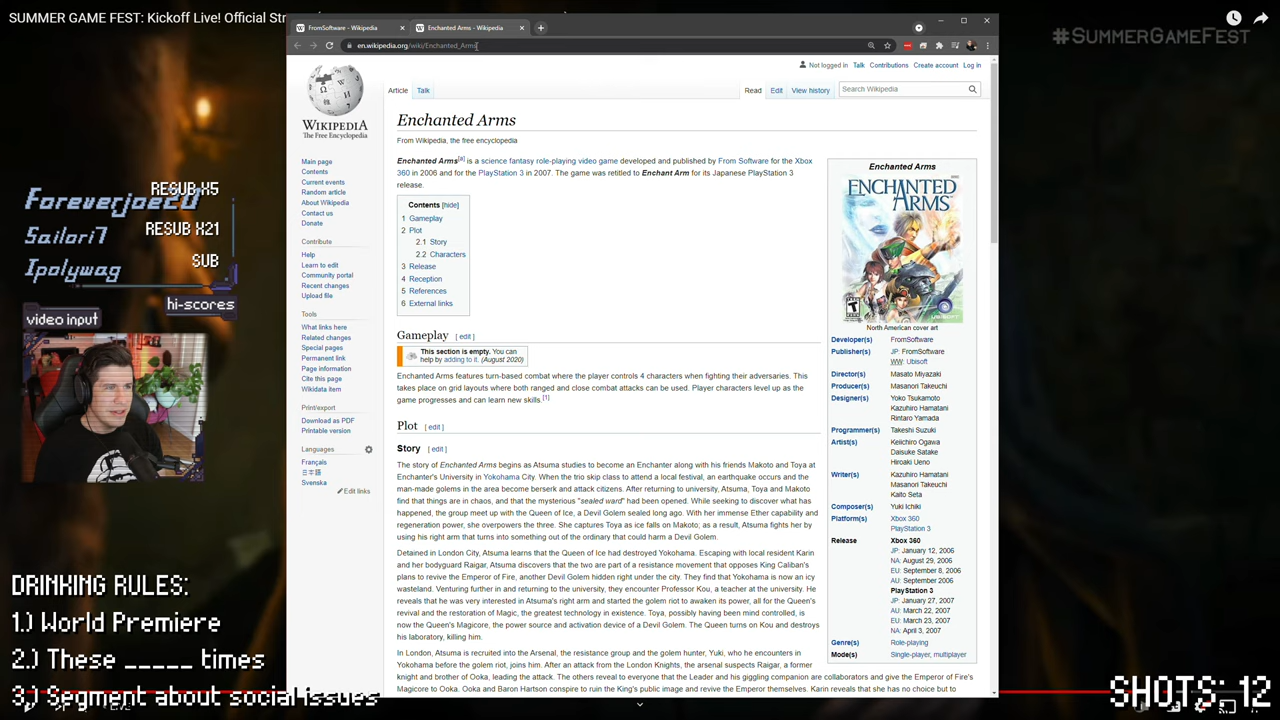 SUMMER GAME FEST: Kickoff Live! Official Str
#SUMMERGAMEFEST
FromSoftware - Wikipedia
Enchanted Arms - Wikipedia
en.wikipedia.org/wiki/Enchanted_Arms
Not logged in Talk Contributions Create account Log in
Article Talk
Read Edit View history
Search Wikipedia
WIKIPEDIA
The Free Encyclopedia
Main page
Contents
Current events
Random article
About Wikipedia
Contact us
Donate
Contribute
Help
Learn to edit
Community portal
Recent changes
Upload file
Tools
What links here
Related changes
Special pages
Permanent link
Page information
Cite this page
Wikidata item
Print/export
Download as PDF
Printable version
Languages
Français
日本語
Svenska
Edit links
Enchanted Arms
From Wikipedia, the free encyclopedia
Enchanted Arms[a] is a science fantasy role-playing video game developed and published by From Software for the Xbox
360 in 2006 and for the PlayStation 3 in 2007. The game was retitled to Enchant Arm for its Japanese PlayStation 3
release.
Contents [hide]
1 Gameplay
2 Plot
2.1 Story
2.2 Characters
3 Release
4 Reception
5 References
6 External links
Gameplay [ edit ]
This section is empty. You can
help by adding to it. (August 2020)
Enchanted Arms features turn-based combat where the player controls 4 characters when fighting their adversaries. This
takes place on grid layouts where both ranged and close combat attacks can be used. Player characters level up as the
game progresses and can learn new skills.[1]
Plot [ edit ]
Story [ edit ]
The story of Enchanted Arms begins as Atsuma studies to become an Enchanter along with his friends Makoto and Toya at
Enchanter's University in Yokohama City. When the trio skip class to attend a local festival, an earthquake occurs and the
man-made golems in the area become berserk and attack citizens. After returning to university, Atsuma, Toya and Makoto
find that things are in chaos, and that the mysterious "sealed ward" had been opened. While seeking to discover what has
happened, the group meet up with the Queen of Ice, a Devil Golem sealed long ago. With her immense Ether capability and
regeneration power, she overpowers the three. She captures Toya as ice falls on Makoto; as a result, Atsuma fights her by
using his right arm that turns into something out of the ordinary that could harm a Devil Golem.
Detained in London City, Atsuma learns that the Queen of Ice had destroyed Yokohama. Escaping with local resident Karin
and her bodyguard Raigar, Atsuma discovers that the two are part of a resistance movement that opposes King Caliban's
plans to revive the Emperor of Fire, another Devil Golem hidden right under the city. They find that Yokohama is now an icy
wasteland. Venturing further in and returning to the university, they encounter Professor Kou, a teacher at the university. He
reveals that he was very interested in Atsuma's right arm and started the golem riot to awaken its power, all for the Queen's
revival and the restoration of Magic, the greatest technology in existence. Toya, possibly having been mind controlled, is
now the Queen's Magicore, the power source and activation device of a Devil Golem. The Queen turns on Kou and destroys
his laboratory, killing him.
In London, Atsuma is recruited into the Arsenal, the resistance group and the golem hunter, Yuki, who he encounters in
Yokohama before the golem riot, joins him. After an attack from the London Knights, the arsenal suspects Raigar, a former
knight and brother of Ooka, leading the attack. The others reveal to everyone that the Leader and his giggling companion are collaborators and give the Emperor of Fire's
Magicore to Ooka. Ooka and Baron Hartson conspire to ruin the King's public image and revive the Emperor themselves. Karin reveals that she has no choice but to
Enchanted Arms
ENCHANTED
ARMS
UBISOFT
North American cover art
Developer(s) FromSoftware
Publisher(s) JP: FromSoftware
WW: Ubisoft
Director(s) Masato Miyazaki
Producer(s) Masanori Takeuchi
Designer(s) Yoko Tsukamoto
Kazuhiro Hamatani
Rintaro Yamada
Programmer(s) Takeshi Suzuki
Artist(s) Keiichiro Ogawa
Daisuke Satake
Hiroaki Ueno
Writer(s) Kazuhiro Hamatani
Masanori Takeuchi
Kaito Seta
Composer(s) Yuki Ichiki
Platform(s) Xbox 360
PlayStation 3
Release Xbox 360
JP: January 12, 2006
NA: August 29, 2006
EU: September 8, 2006
AU: September 2006
PlayStation 3
JP: January 27, 2007
AU: March 22, 2007
EU: March 23, 2007
NA: April 3, 2007
Genre(s) Role-playing
Mode(s) Single-player, multiplayer
RESUB X5
Sailori7
RESUB X21
SUB
hi-scores
video input
DRINKING RULES:
1.) World Premiere
2.) These _____ times
3.) Segment about social issues
SHOTS: 12